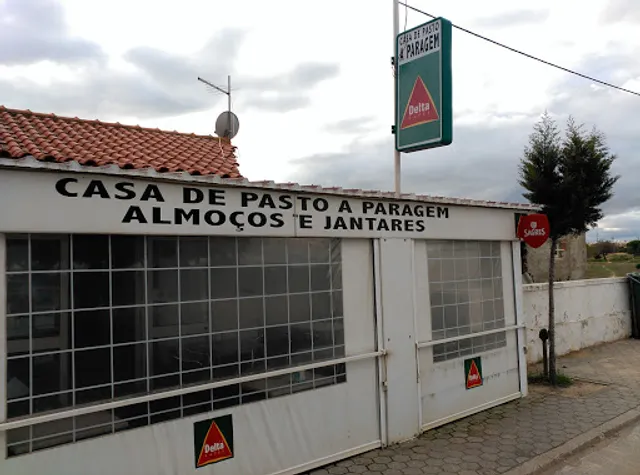 CASA DE PASTO
A PARAGEM
Delta
CASA DE PASTO A PARAGEM
ALMOÇOS E JANTARES
SAGRES
Delta
Delta